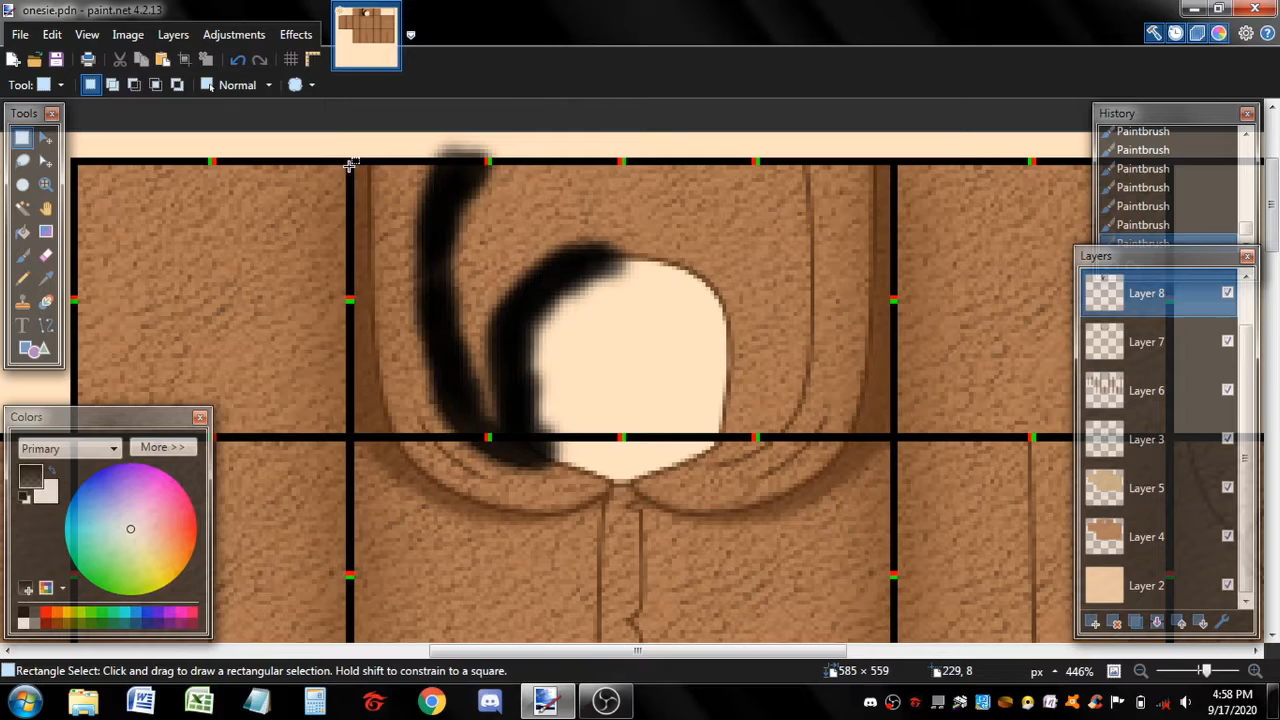 onesie.pdn - paint.net 4.2.13
File Edit View Image Layers Adjustments Effects
Tool: Normal
Tools
History
Paintbrush
Paintbrush
Paintbrush
Paintbrush
Paintbrush
Paintbrush
Paintbrush
Layers
Layer 8
Layer 7
Layer 6
Layer 3
Layer 5
Layer 4
Layer 2
Colors
Primary More >>
Rectangle Select: Click and drag to draw a rectangular selection. Hold shift to constrain to a square. 585 × 559 229, 8 px 446%
4:58 PM
9/17/2020